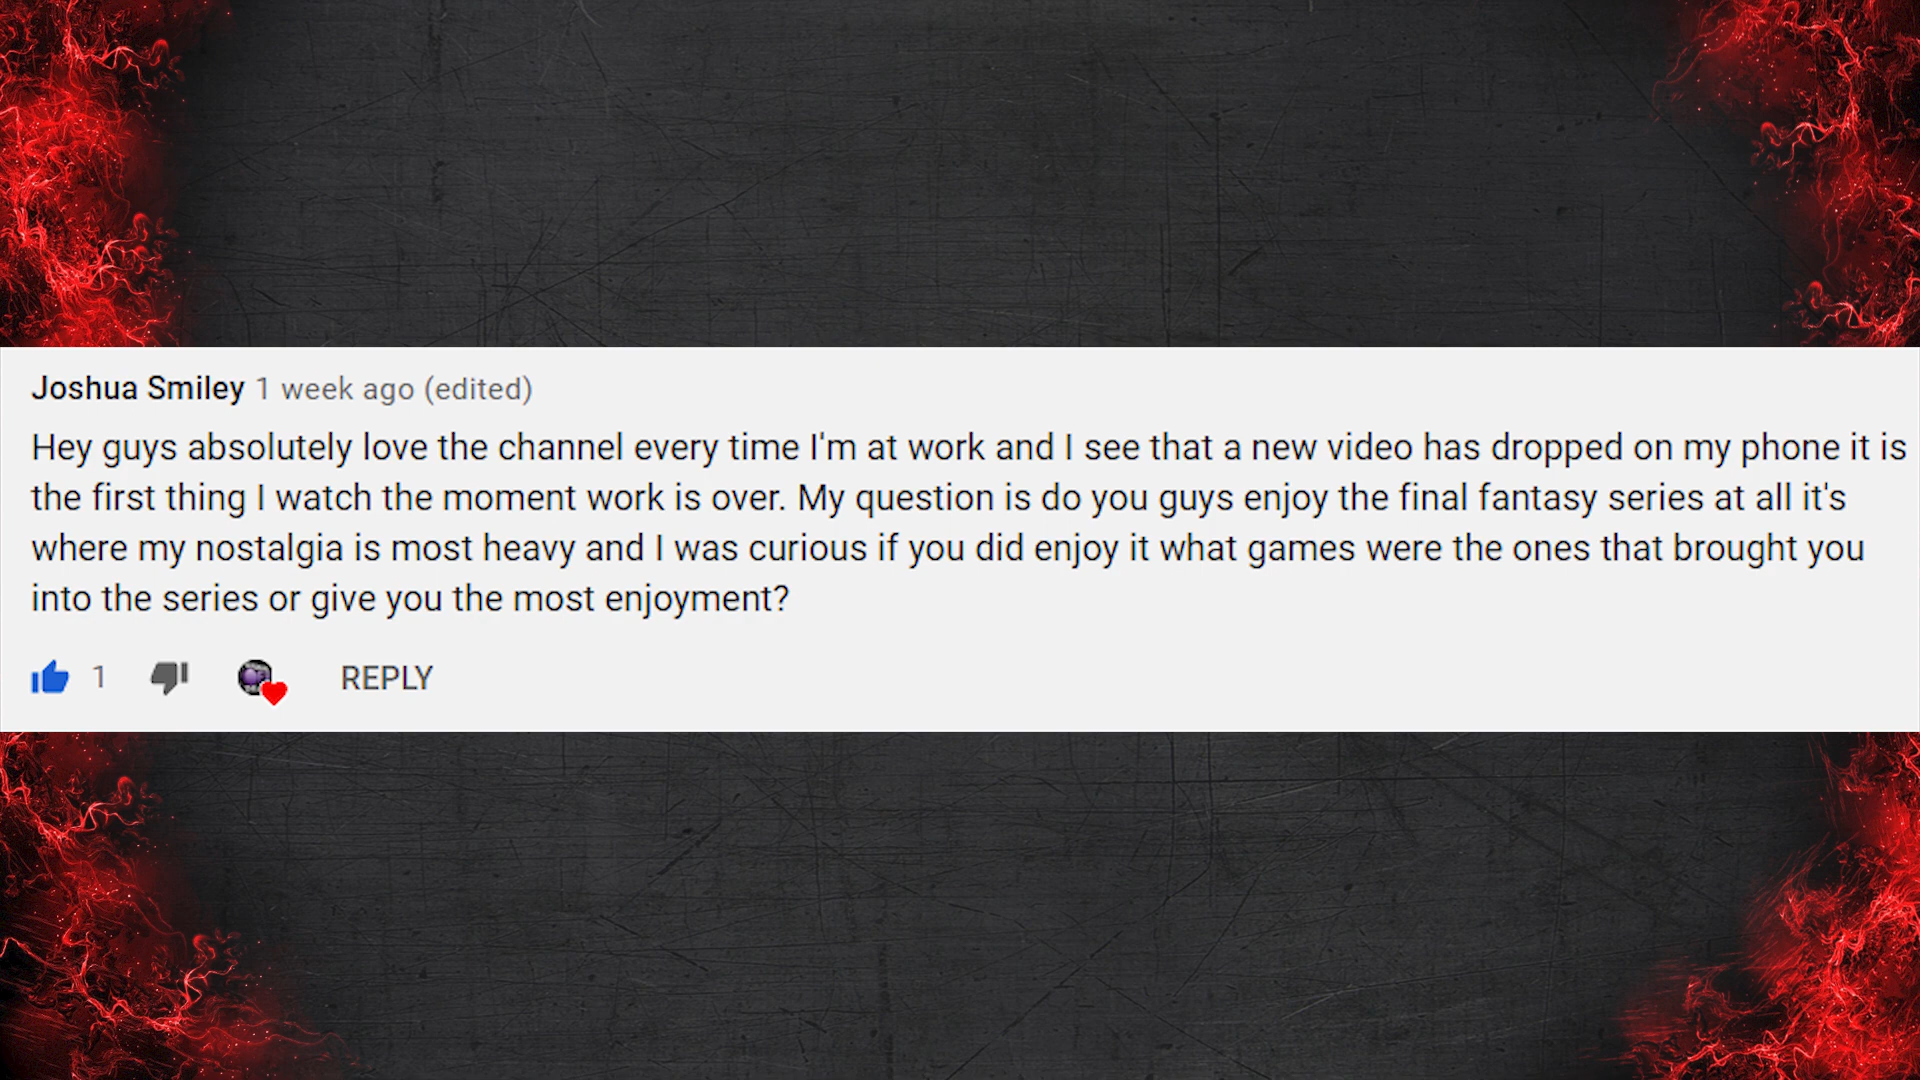 Joshua Smiley 1 week ago (edited)
Hey guys absolutely love the channel every time I'm at work and I see that a new video has dropped on my phone it is
the first thing I watch the moment work is over. My question is do you guys enjoy the final fantasy series at all it's
where my nostalgia is most heavy and I was curious if you did enjoy it what games were the ones that brought you
into the series or give you the most enjoyment?
1 REPLY